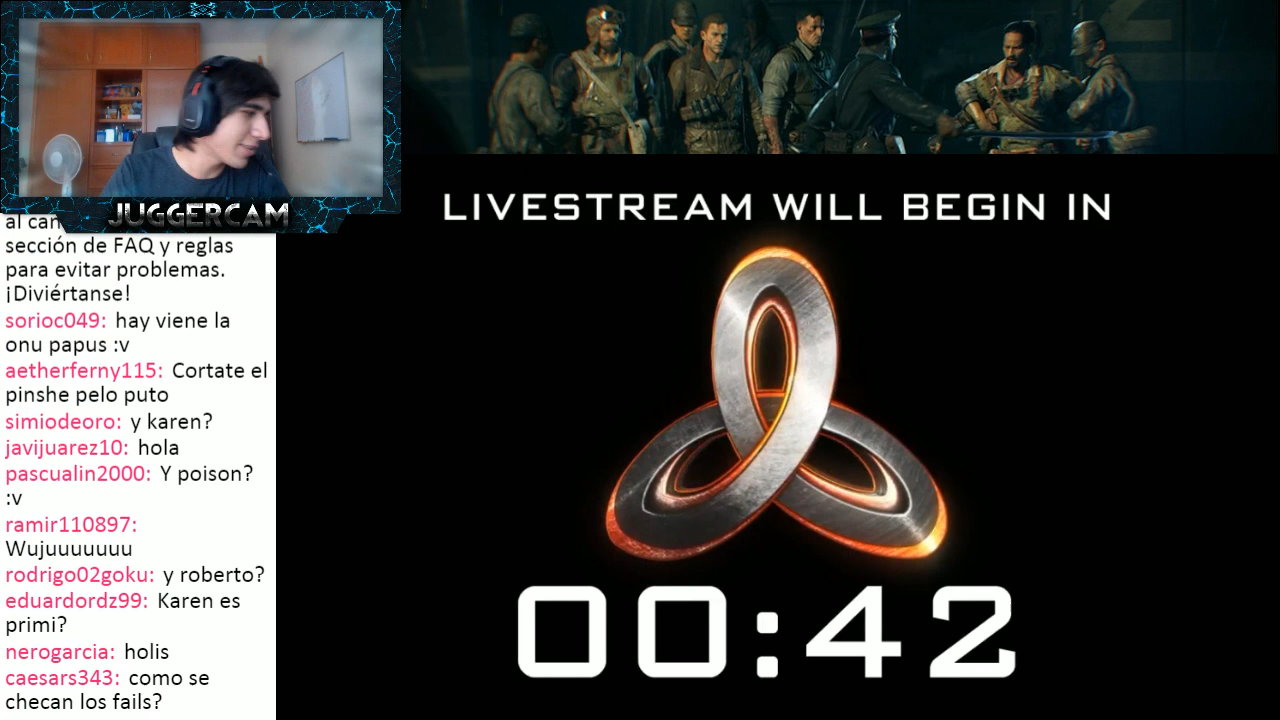 JUGGERCAM
LIVESTREAM WILL BEGIN IN
00:42
al can
sección de FAQ y reglas
para evitar problemas.
¡Diviértanse!
sorioc049: hay viene la
onu papus :v
aetherferny115: Cortate el
pinshe pelo puto
simiodeoro: y karen?
javijuarez10: hola
pascualin2000: Y poison?
:v
ramir110897:
Wujuuuuuuu
rodrigo02goku: y roberto?
eduardordz99: Karen es
primi?
nerogarcia: holis
caesars343: como se
checan los fails?